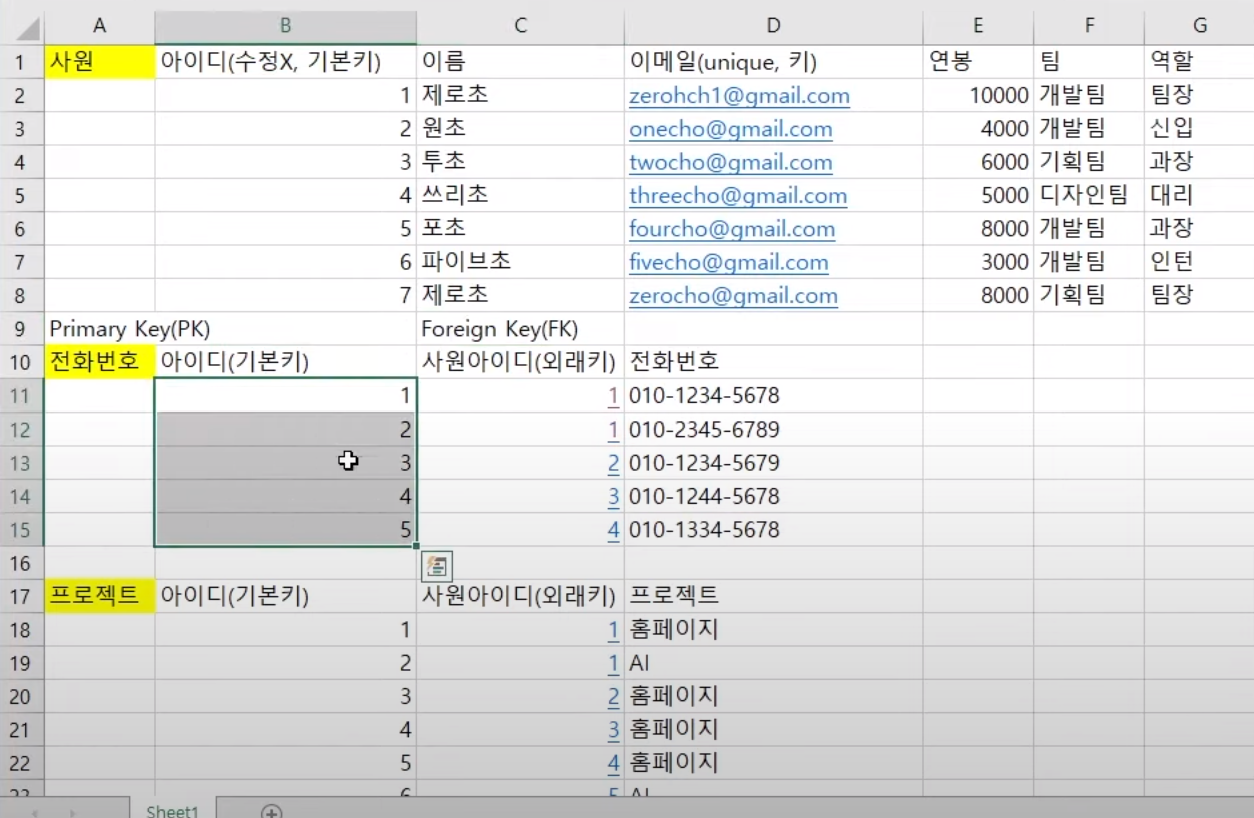 A B C D E F G
1 사원 아이디(수정X, 기본키) 이름 이메일(unique, 키) 연봉 팀 역할
2 1 제로초 zerohch1@gmail.com 10000 개발팀 팀장
3 2 원초 onecho@gmail.com 4000 개발팀 신입
4 3 투초 twocho@gmail.com 6000 기획팀 과장
5 4 쓰리초 threecho@gmail.com 5000 디자인팀 대리
6 5 포초 fourcho@gmail.com 8000 개발팀 과장
7 6 파이브초 fivecho@gmail.com 3000 개발팀 인턴
8 7 제로초 zerocho@gmail.com 8000 기획팀 팀장
9 Primary Key(PK) Foreign Key(FK)
10 전화번호 아이디(기본키) 사원아이디(외래키) 전화번호
11 1 1 010-1234-5678
12 2 1 010-2345-6789
13 3 2 010-1234-5679
14 4 3 010-1244-5678
15 5 4 010-1334-5678
16
17 프로젝트 아이디(기본키) 사원아이디(외래키) 프로젝트
18 1 1 홈페이지
19 2 1 AI
20 3 2 홈페이지
21 4 3 홈페이지
22 5 4 홈페이지
23 6 5 AI
Sheet1